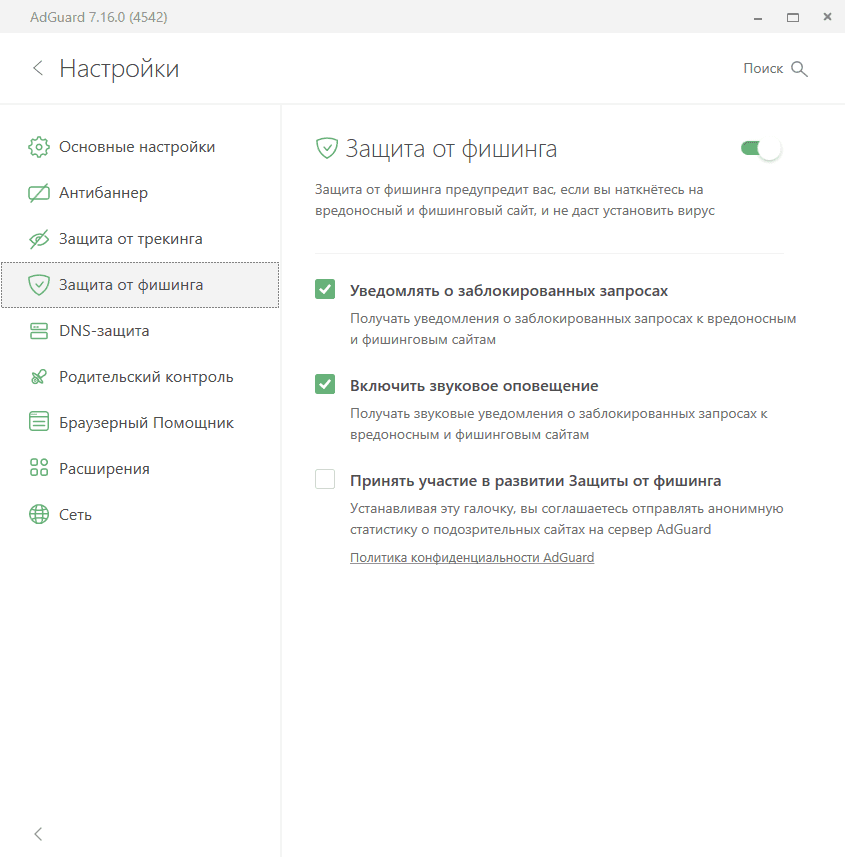 AdGuard 7.16.0 (4542)
Настройки
Поиск
Основные настройки
Антибаннер
Защита от трекинга
Защита от фишинга
DNS-защита
Родительский контроль
Браузерный Помощник
Расширения
Сеть
Защита от фишинга
Защита от фишинга предупредит вас, если вы наткнётесь на
вредоносный и фишинговый сайт, и не даст установить вирус
Уведомлять о заблокированных запросах
Получать уведомления о заблокированных запросах к вредоносным
и фишинговым сайтам
Включить звуковое оповещение
Получать звуковые уведомления о заблокированных запросах к
вредоносным и фишинговым сайтам
Принять участие в развитии Защиты от фишинга
Устанавливая эту галочку, вы соглашаетесь отправлять анонимную
статистику о подозрительных сайтах на сервер AdGuard
Политика конфиденциальности AdGuard